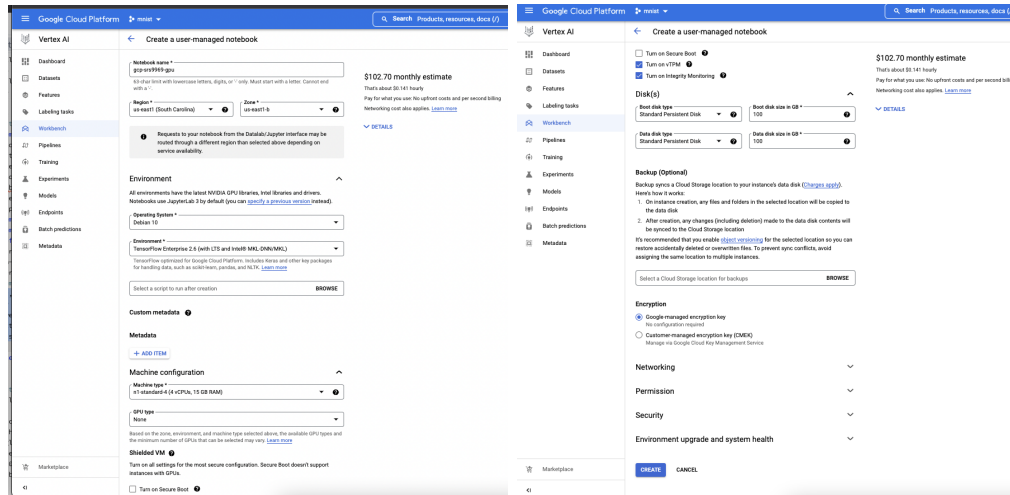 Google Cloud Platform
mnist
Search Products, resources, docs (/)
Vertex AI
Create a user-managed notebook
Dashboard
Datasets
Features
Labeling tasks
Workbench
Pipelines
Training
Experiments
Models
Endpoints
Batch predictions
Metadata
Marketplace
Notebook name *
gcp-srs9969-gpu
63-char limit with lowercase letters, digits, or '-' only. Must start with a letter. Cannot end
with a '-'.
Region *
us-east1 (South Carolina)
Zone *
us-east1-b
Requests to your notebook from the Datalab/Jupyter interface may be
routed through a different region than selected above depending on
service availability.
Environment
All environments have the latest NVIDIA GPU libraries, Intel libraries and drivers.
Notebooks use JupyterLab 3 by default (you can specify a previous version instead).
Operating System *
Debian 10
Environment *
TensorFlow Enterprise 2.6 (with LTS and Intel® MKL-DNN/MKL)
TensorFlow optimized for Google Cloud Platform. Includes Keras and other key packages
for handling data, such as scikit-learn, pandas, and NLTK. Learn more
Select a script to run after creation
BROWSE
Custom metadata
Metadata
+ ADD ITEM
Machine configuration
Machine type *
n1-standard-4 (4 vCPUs, 15 GB RAM)
GPU type
None
Based on the zone, environment, and machine type selected above, the available GPU types and
the minimum number of GPUs that can be selected may vary. Learn more
Shielded VM
Turn on all settings for the most secure configuration. Secure Boot doesn't support
instances with GPUs.
Turn on Secure Boot
$102.70 monthly estimate
That's about $0.141 hourly
Pay for what you use: No upfront costs and per second billing
Networking cost also applies. Learn more
DETAILS
Google Cloud Platform
mnist
Search Products, resources, docs (/
Vertex AI
Create a user-managed notebook
Dashboard
Datasets
Features
Labeling tasks
Workbench
Pipelines
Training
Experiments
Models
Endpoints
Batch predictions
Metadata
Marketplace
Turn on Secure Boot
Turn on vTPM
Turn on Integrity Monitoring
Disk(s)
Boot disk type
Standard Persistent Disk
Boot disk size in GB *
100
Data disk type
Standard Persistent Disk
Data disk size in GB *
100
Backup (Optional)
Backup syncs a Cloud Storage location to your instance's data disk (Charges apply).
Here's how it works:
1. On instance creation, any files and folders in the selected location will be copied to
the data disk
2. After creation, any changes (including deletion) made to the data disk contents will
be synced to the Cloud Storage location
It's recommended that you enable object versioning for the selected location so you can
restore accidentally deleted or overwritten files. To prevent sync conflicts, avoid
assigning the same location to multiple instances.
Select a Cloud Storage location for backups
BROWSE
Encryption
Google-managed encryption key
No configuration required
Customer-managed encryption key (CMEK)
Manage via Google Cloud Key Management Service
Networking
Permission
Security
Environment upgrade and system health
CREATE
CANCEL
$102.70 monthly estimate
That's about $0.141 hourly
Pay for what you use: No upfront costs and per second bill
Networking cost also applies. Learn more
DETAILS